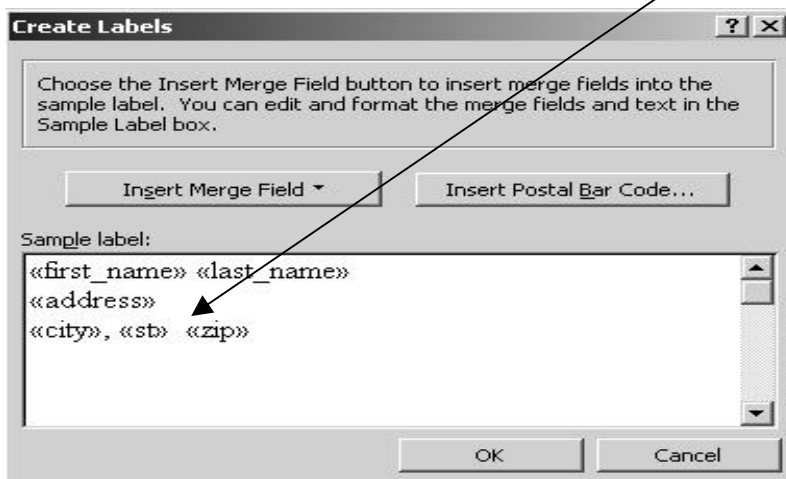 Create Labels
Choose the Insert Merge Field button to insert merge fields into the
sample label. You can edit and format the merge fields and text in the
Sample Label box.
Insert Merge Field
Insert Postal Bar Code...
Sample label:
«first_name» «last_name»
«address»
«city», «st» «zip»
OK
Cancel